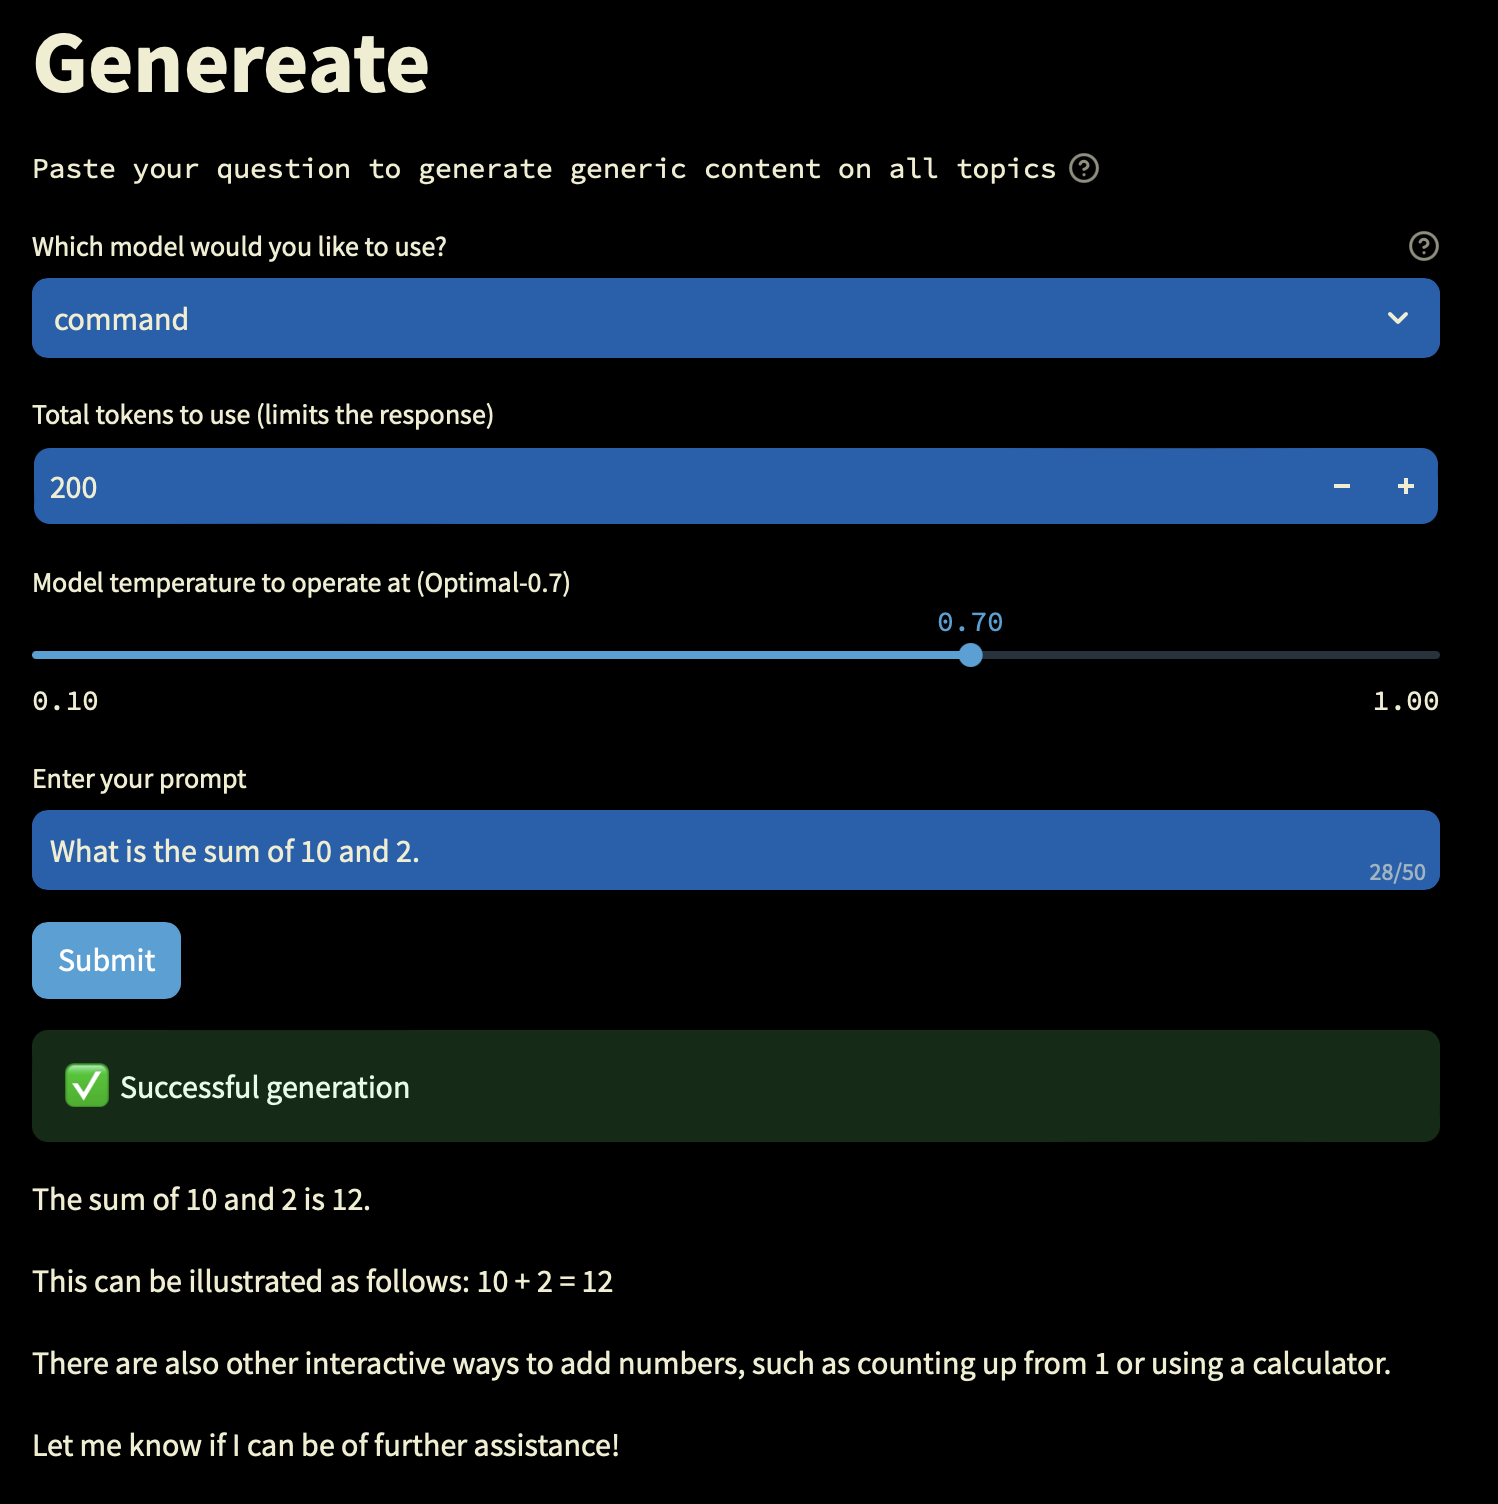 Genereate
Paste your question to generate generic content on all topics
Which model would you like to use?
command
Total tokens to use (limits the response)
200 − +
Model temperature to operate at (Optimal-0.7)
0.70
0.10 1.00
Enter your prompt
What is the sum of 10 and 2.
28/50
Submit
✅ Successful generation
The sum of 10 and 2 is 12.
This can be illustrated as follows: 10 + 2 = 12
There are also other interactive ways to add numbers, such as counting up from 1 or using a calculator.
Let me know if I can be of further assistance!